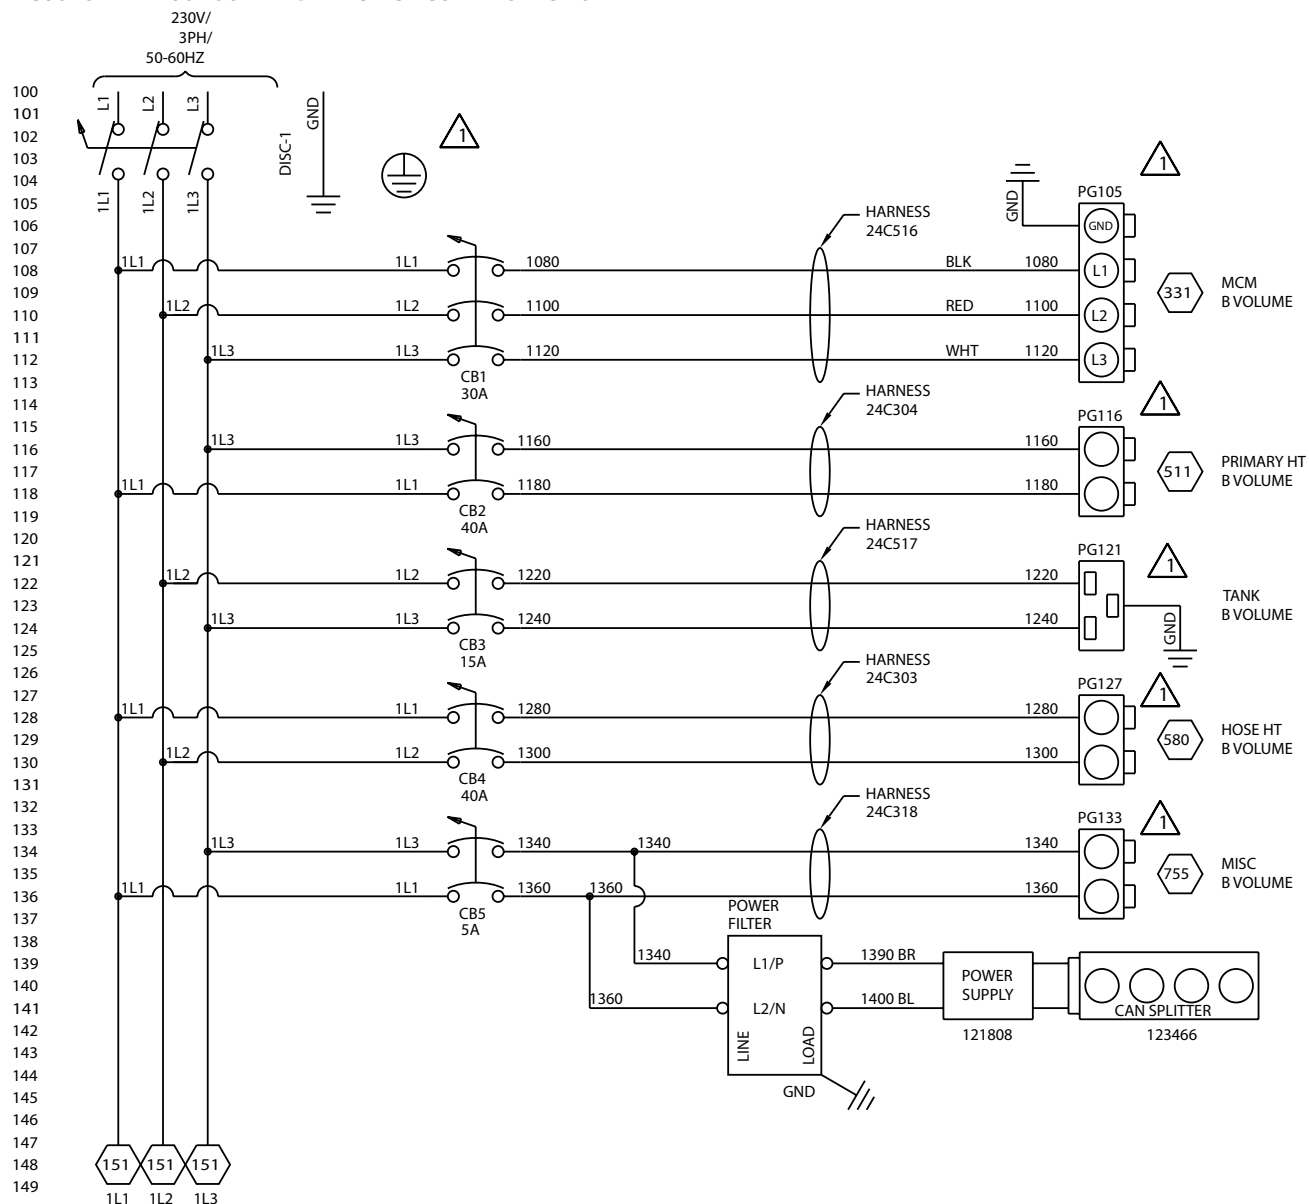 230V/
3PH/
50-60HZ
100
101
102
103
104
105
106
107
108
109
110
111
112
113
114
115
116
117
118
119
120
121
122
123
124
125
126
127
128
129
130
131
132
133
134
135
136
137
138
139
140
141
142
143
144
145
146
147
148
149
L1
L2
L3
DISC-1
GND
1
1L1
1L2
1L3
1L1 1L1 1080 BLK 1080
1L2 1L2 1100 RED 1100
1L3 1L3 1120 WHT 1120
CB1
30A
HARNESS
24C516
GND
1
PG105
GND
L1
L2
L3
331
MCM
B VOLUME
1L3 1L3 1160 1160
1L1 1L1 1180 1180
CB2
40A
HARNESS
24C304
1
PG116
511
PRIMARY HT
B VOLUME
1L2 1L2 1220 1220
1L3 1L3 1240 1240
CB3
15A
HARNESS
24C517
PG121
1
GND
TANK
B VOLUME
1L1 1L1 1280 1280
1L2 1L2 1300 1300
CB4
40A
HARNESS
24C303
PG127
1
580
HOSE HT
B VOLUME
1L3 1L3 1340 1340 1340
1L1 1L1 1360 1360 1360
CB5
5A
HARNESS
24C318
PG133
1
755
MISC
B VOLUME
POWER
FILTER
1340 L1/P 1390 BR
1360 L2/N 1400 BL
LINE
LOAD
GND
POWER
SUPPLY
121808
CAN SPLITTER
123466
151 151 151
1L1 1L2 1L3